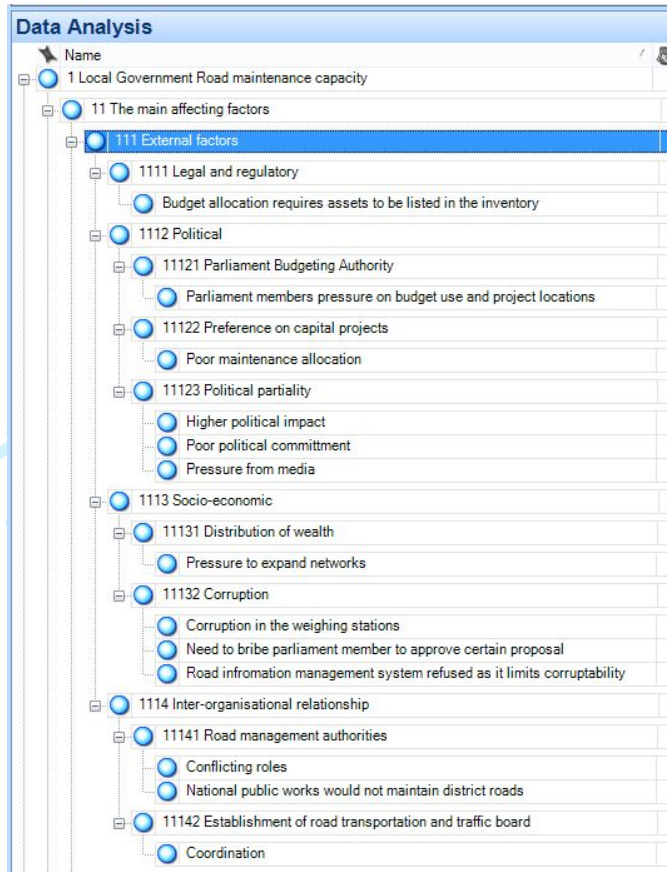 Data Analysis
Name
1 Local Government Road maintenance capacity
11 The main affecting factors
111 External factors
1111 Legal and regulatory
Budget allocation requires assets to be listed in the inventory
1112 Political
11121 Parliament Budgeting Authority
Parliament members pressure on budget use and project locations
11122 Preference on capital projects
Poor maintenance allocation
11123 Political partiality
Higher political impact
Poor political committment
Pressure from media
1113 Socio-economic
11131 Distribution of wealth
Pressure to expand networks
11132 Corruption
Corruption in the weighing stations
Need to bribe parliament member to approve certain proposal
Road infromation management system refused as it limits corruptability
1114 Inter-organisational relationship
11141 Road management authorities
Conflicting roles
National public works would not maintain district roads
11142 Establishment of road transportation and traffic board
Coordination